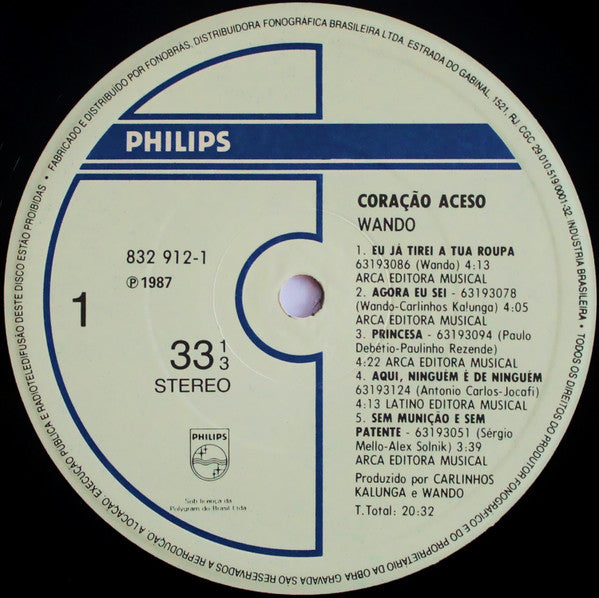 • FABRICADO E DISTRIBUIDO POR FONOBRAS, DISTRIBUIDORA FONOGRAFICA BRASILEIRA LTDA. ESTRADA DO GABINAL, 1521, RJ, CGC 29.010.519/0001-32. INDUSTRIA BRASILEIRA • TODOS OS DIREITOS DO PRODUTOR FONOGRÁFICO E DO PROPRIETÁRIO DA OBRA GRAVADA SAO RESERVADOS A REPRODUÇÃO, A LOCAÇÃO, EXECUÇÃO PUBLICA E RADIOTELEDIFUSÃO DESTE DISCO ESTÃO PROIBIDAS
PHILIPS
832 912-1
Ⓟ 1987
1
33 1/3
STEREO
PHILIPS
PHILIPS
Sob licença da
Polygram do Brasil Ltda
CORAÇÃO ACESO
WANDO
1. EU JÁ TIREI A TUA ROUPA
63193086 (Wando) 4:13
ARCA EDITORA MUSICAL
2. AGORA EU SEI - 63193078
(Wando-Carlinhos Kalunga) 4:05
ARCA EDITORA MUSICAL
3. PRINCESA - 63193094 (Paulo
Debétio-Paulinho Rezende)
4:22 ARCA EDITORA MUSICAL
4. AQUI, NINGUÉM É DE NINGUÉM
63193124 (Antonio Carlos-Jocafi)
4:13 LATINO EDITORA MUSICAL
5. SEM MUNIÇÃO E SEM
PATENTE - 63193051 (Sérgio
Mello-Alex Solnik) 3:39
ARCA EDITORA MUSICAL
Produzido por CARLINHOS
KALUNGA e WANDO
T.Total: 20:32